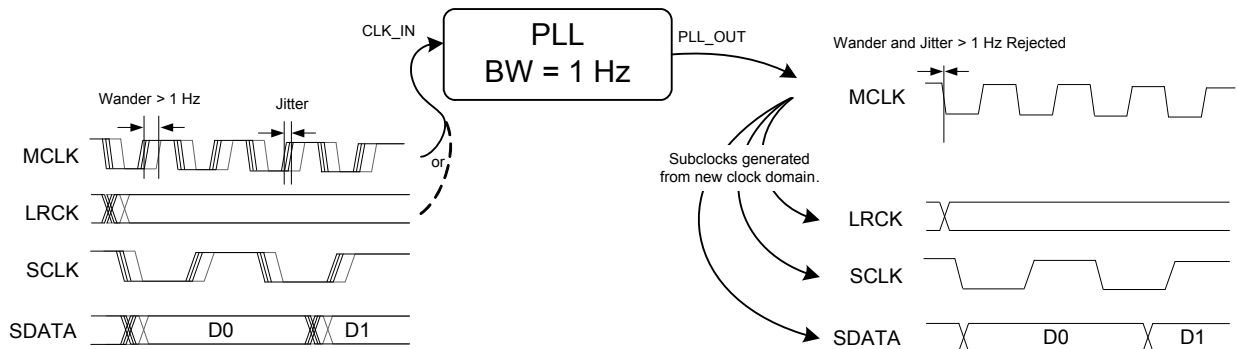 CLK_IN
PLL
BW = 1 Hz
PLL_OUT
Wander > 1 Hz
Jitter
MCLK
or
LRCK
SCLK
SDATA
D0
D1
Wander and Jitter > 1 Hz Rejected
MCLK
Subclocks generated
from new clock domain.
LRCK
SCLK
SDATA
D0
D1